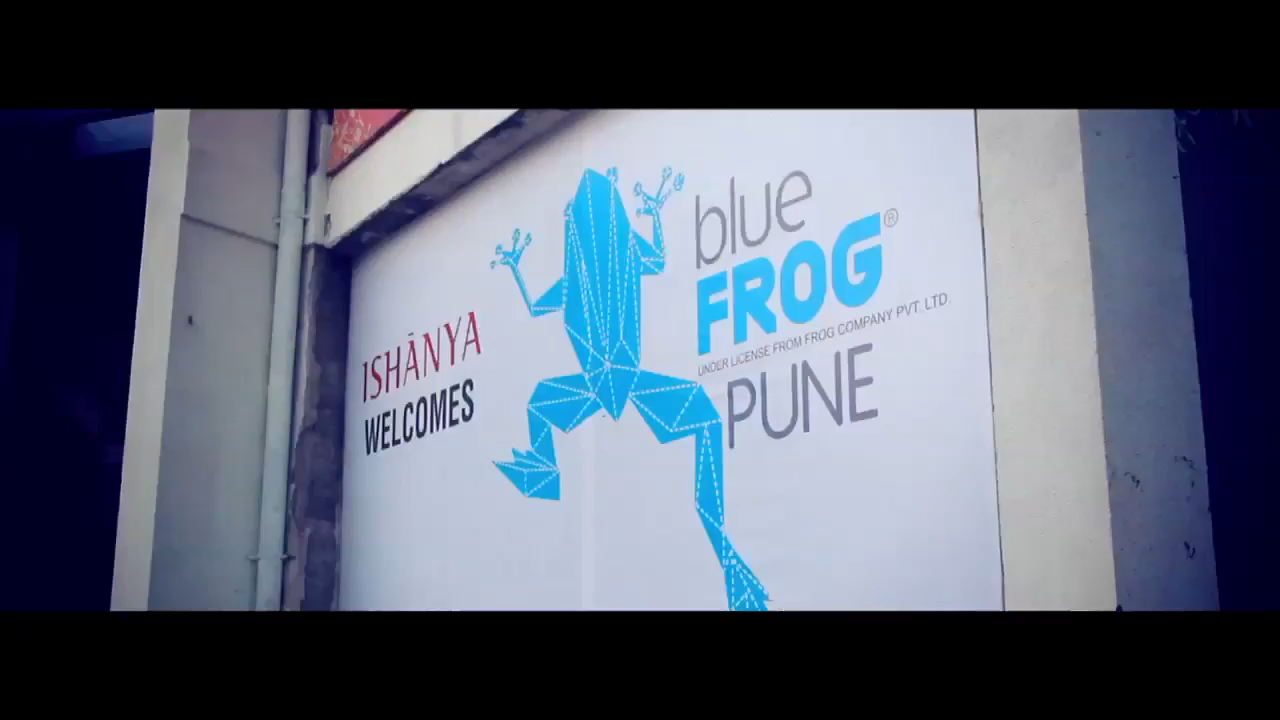 ISHĀNYA
WELCOMES
blue
FROG®
UNDER LICENSE FROM FROG COMPANY PVT. LTD.
PUNE